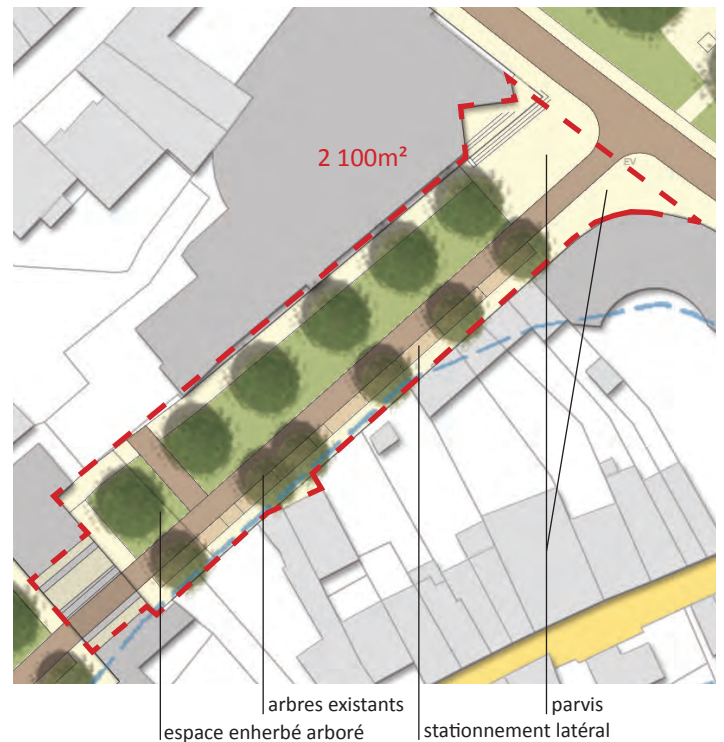 2 100m²
EV
arbres existants
parvis
espace enherbé arboré
stationnement latéral